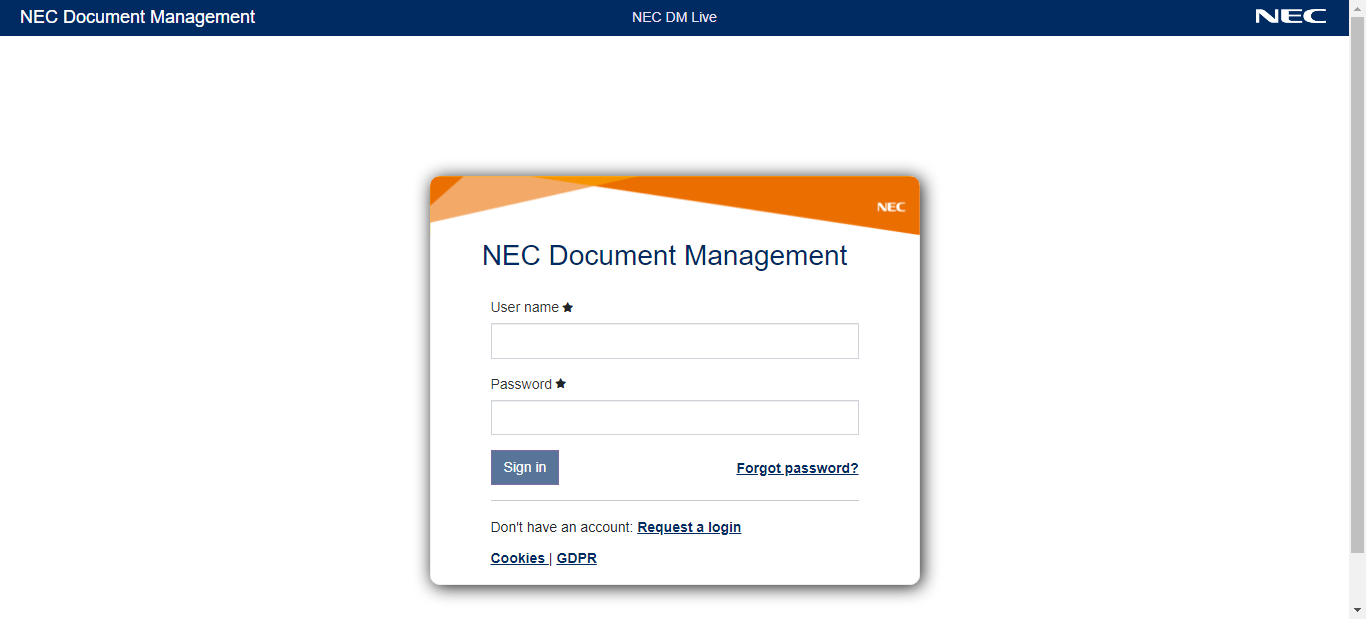 NEC Document Management NEC DM Live NEC
NEC
NEC Document Management
User name
Password
Sign in Forgot password?
Don't have an account: Request a login
Cookies | GDPR